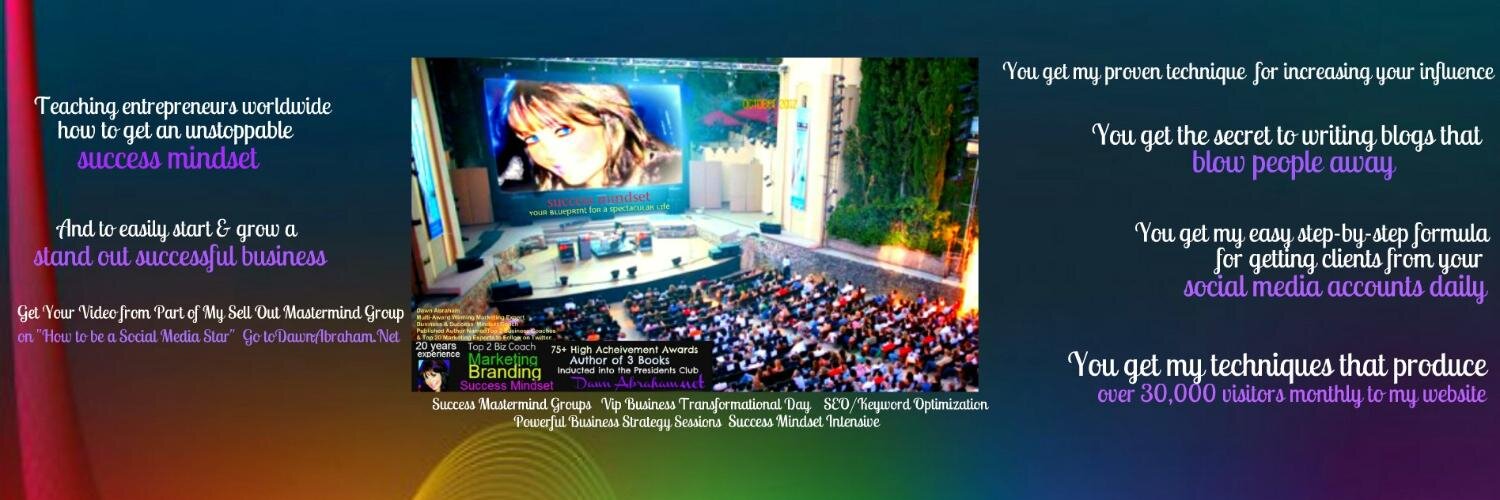 Teaching entrepreneurs worldwide
how to get an unstoppable
success mindset
And to easily start & grow a
stand out successful business
Get Your Video from Part of My Sell Out Mastermind Group
on "How to be a Social Media Star" Go to DawnAbraham.Net
OCTOBER 2012
success mindset
YOUR BLUEPRINT for a SPECTACULAR LIFE
Dawn Abraham
Multi-Award Winning Marketing Expert
Business & Success Mindset Coach
Published Author Named Top 2 Business Coaches
& Top 20 Marketing Experts to Follow on Twitter
20 years
experience
Top 2 Biz Coach
Marketing
Branding
Success Mindset
75+ High Acheivement Awards
Author of 3 Books
Inducted into the Presidents Club
Dawn Abraham.net
Success Mastermind Groups Vip Business Transformational Day SEO/Keyword Optimization
Powerful Business Strategy Sessions Success Mindset Intensive
You get my proven technique for increasing your influence
You get the secret to writing blogs that
blow people away
You get my easy step-by-step formula
for getting clients from your
social media accounts daily
You get my techniques that produce
over 30,000 visitors monthly to my website